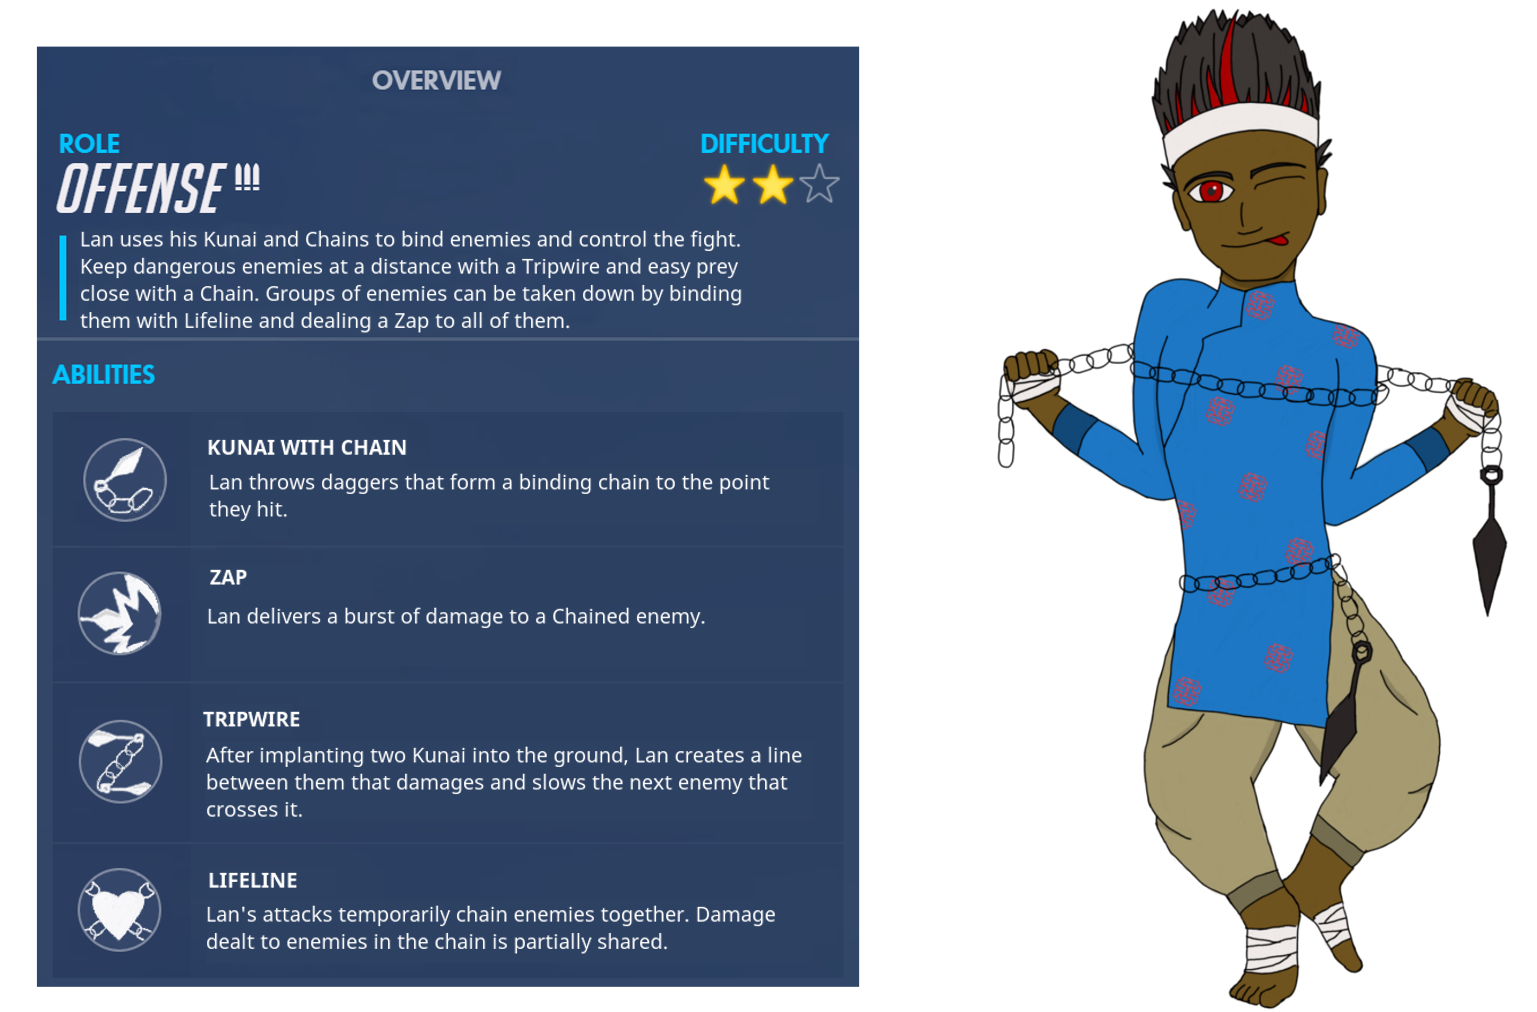 OVERVIEW
ROLE
DIFFICULTY
OFFENSE
Lan uses his Kunai and Chains to bind enemies and control the fight.
Keep dangerous enemies at a distance with a Tripwire and easy prey
close with a Chain. Groups of enemies can be taken down by binding
them with Lifeline and dealing a Zap to all of them.
ABILITIES
KUNAI WITH CHAIN
Lan throws daggers that form a binding chain to the point
they hit.
ZAP
Lan delivers a burst of damage to a Chained enemy.
TRIPWIRE
After implanting two Kunai into the ground, Lan creates a line
between them that damages and slows the next enemy that
crosses it.
LIFELINE
Lan's attacks temporarily chain enemies together. Damage
dealt to enemies in the chain is partially shared.